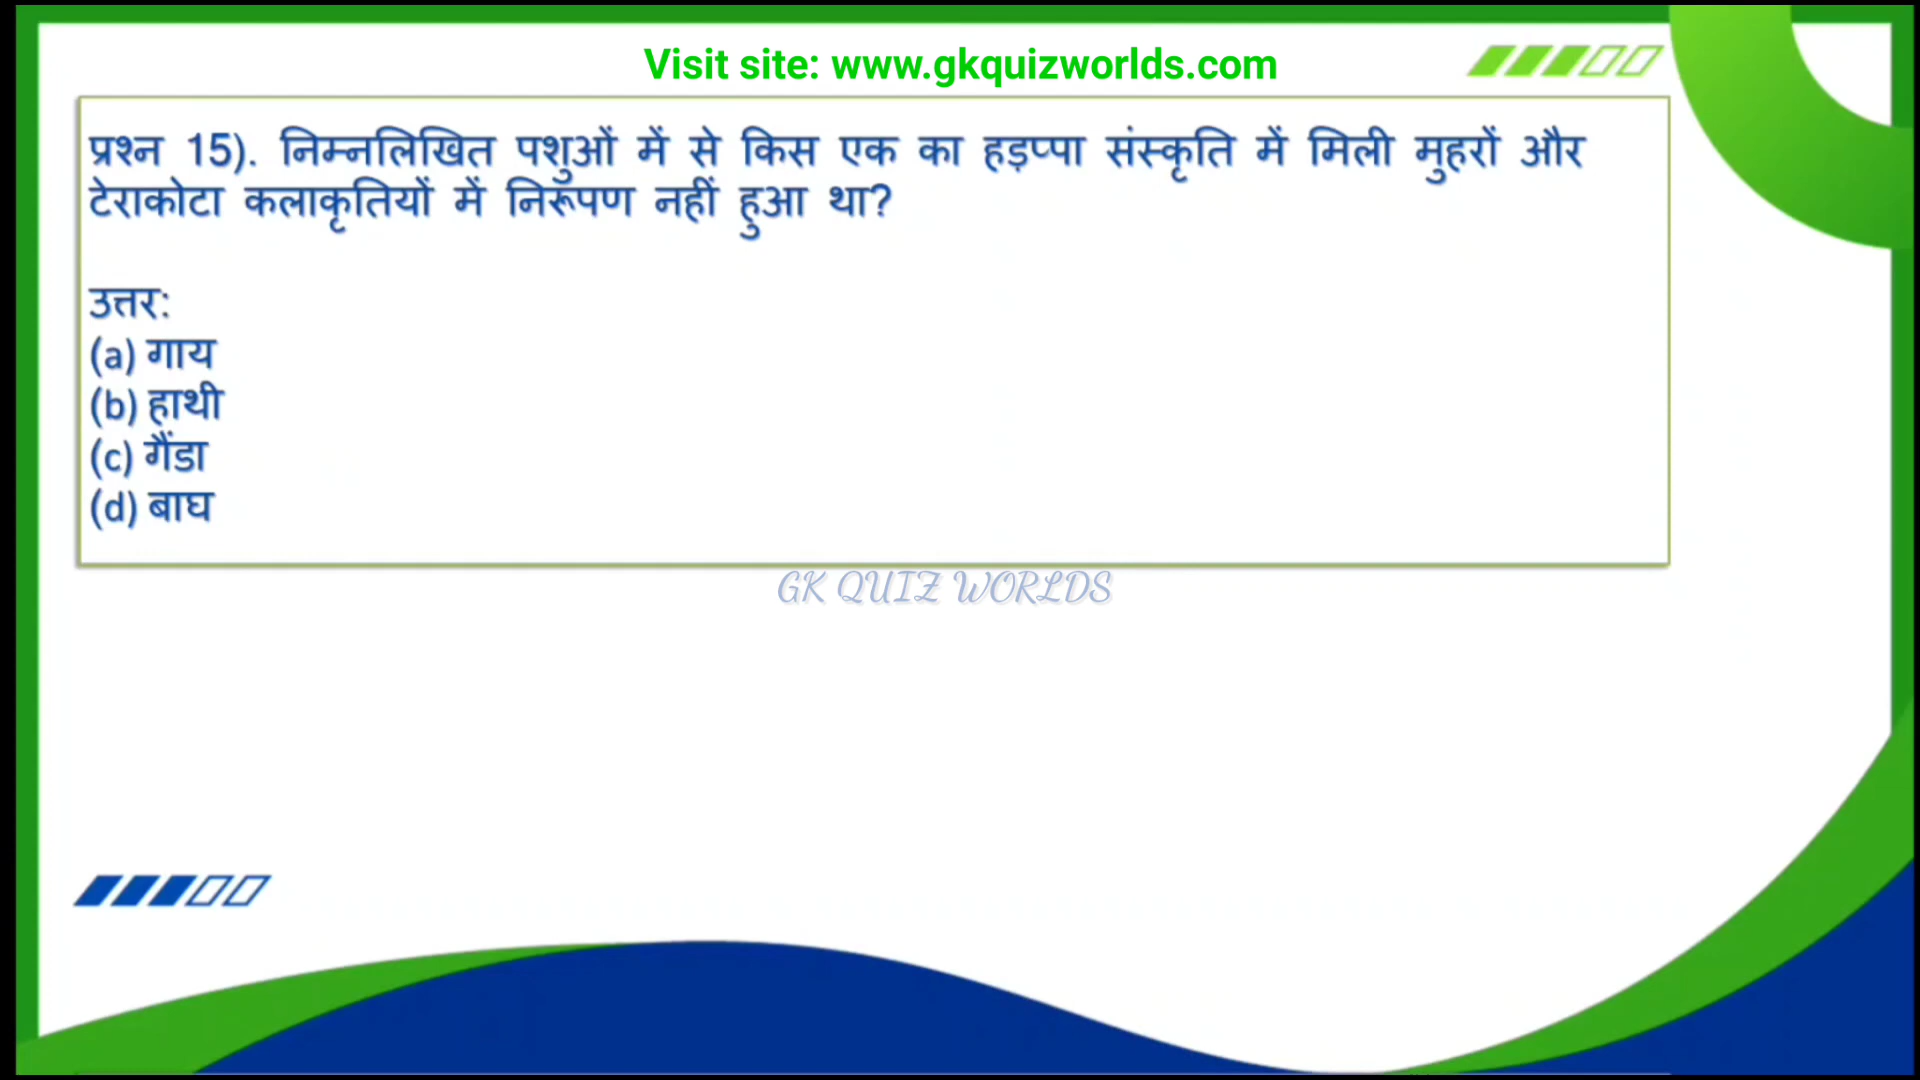 Visit site: www.gkquizworlds.com
प्रश्न 15). निम्नलिखित पशुओं में से किस एक का हड़प्पा संस्कृति में मिली मुहरों और
टेराकोटा कलाकृतियों में निरूपण नहीं हुआ था?
उत्तर:
(a) गाय
(b) हाथी
(c) गैंडा
(d) बाघ
GK QUIZ WORLDS